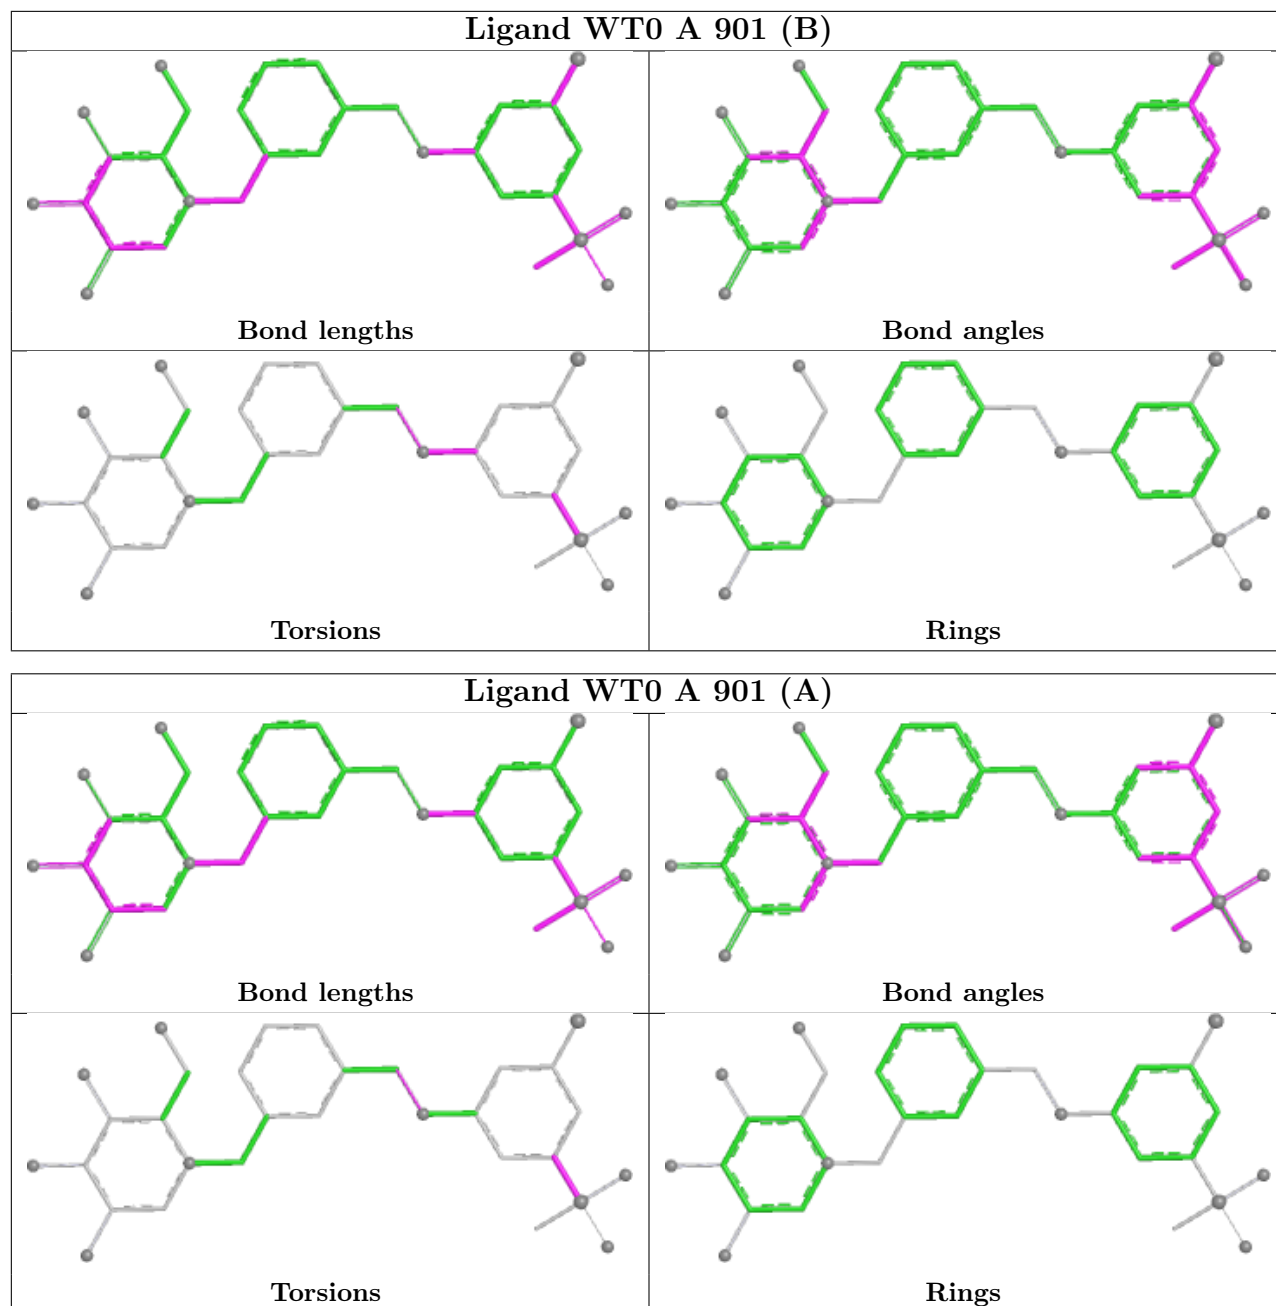 Ligand WT0 A 901 (B)
Bond lengths
Bond angles
Torsions
Rings
Ligand WT0 A 901 (A)
Bond lengths
Bond angles
Torsions
Rings